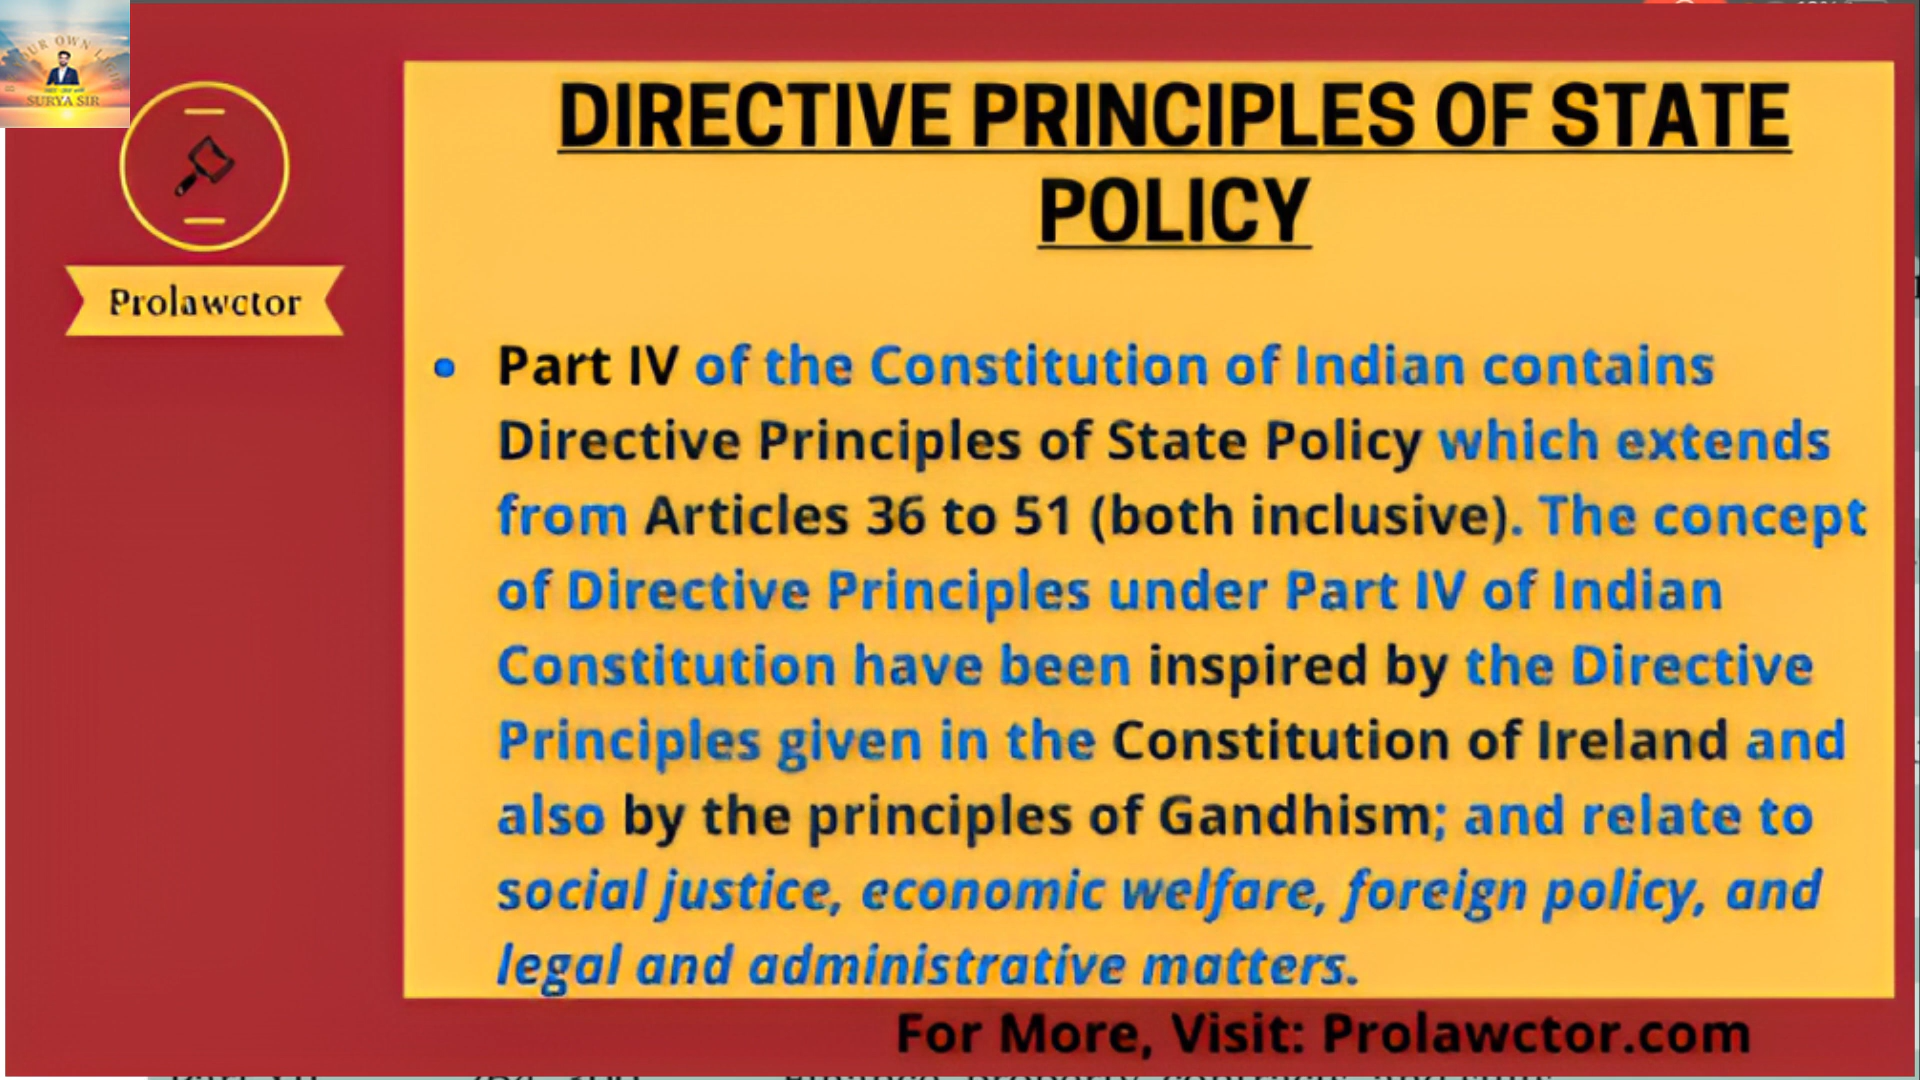 SURYA SIR
Prolawctor
DIRECTIVE PRINCIPLES OF STATE
POLICY
• Part IV of the Constitution of Indian contains
Directive Principles of State Policy which extends
from Articles 36 to 51 (both inclusive). The concept
of Directive Principles under Part IV of Indian
Constitution have been inspired by the Directive
Principles given in the Constitution of Ireland and
also by the principles of Gandhism; and relate to
social justice, economic welfare, foreign policy, and
legal and administrative matters.
For More, Visit: Prolawctor.com